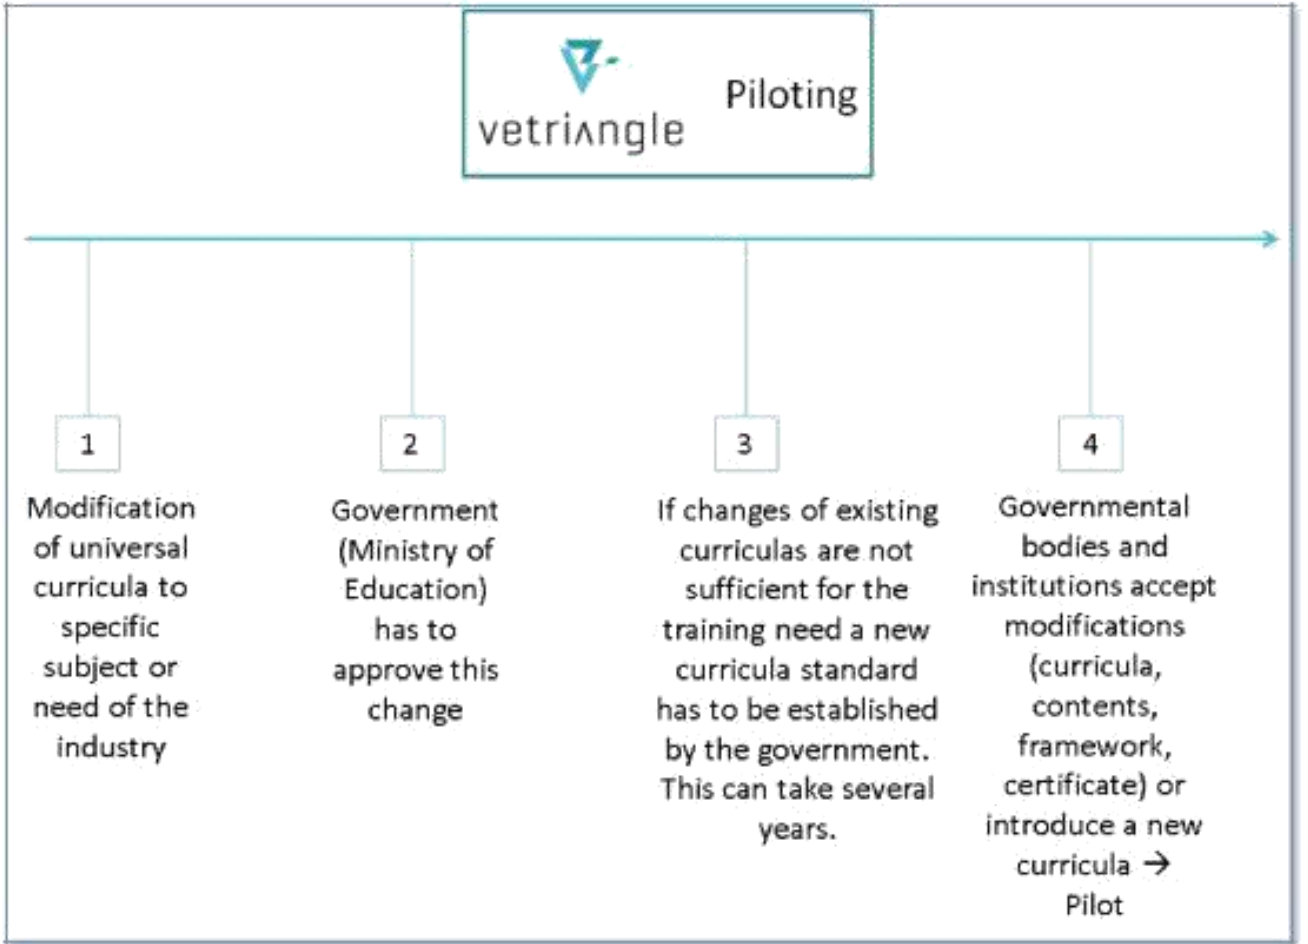 Piloting
vetriʌngle
1
Modification
of universal
curricula to
specific
subject or
need of the
industry
2
Government
(Ministry of
Education)
has to
approve this
change
3
If changes of existing
curriculas are not
sufficient for the
training need a new
curricula standard
has to be established
by the government.
This can take several
years.
4
Governmental
bodies and
institutions accept
modifications
(curricula,
contents,
framework,
certificate) or
introduce a new
curricula →
Pilot